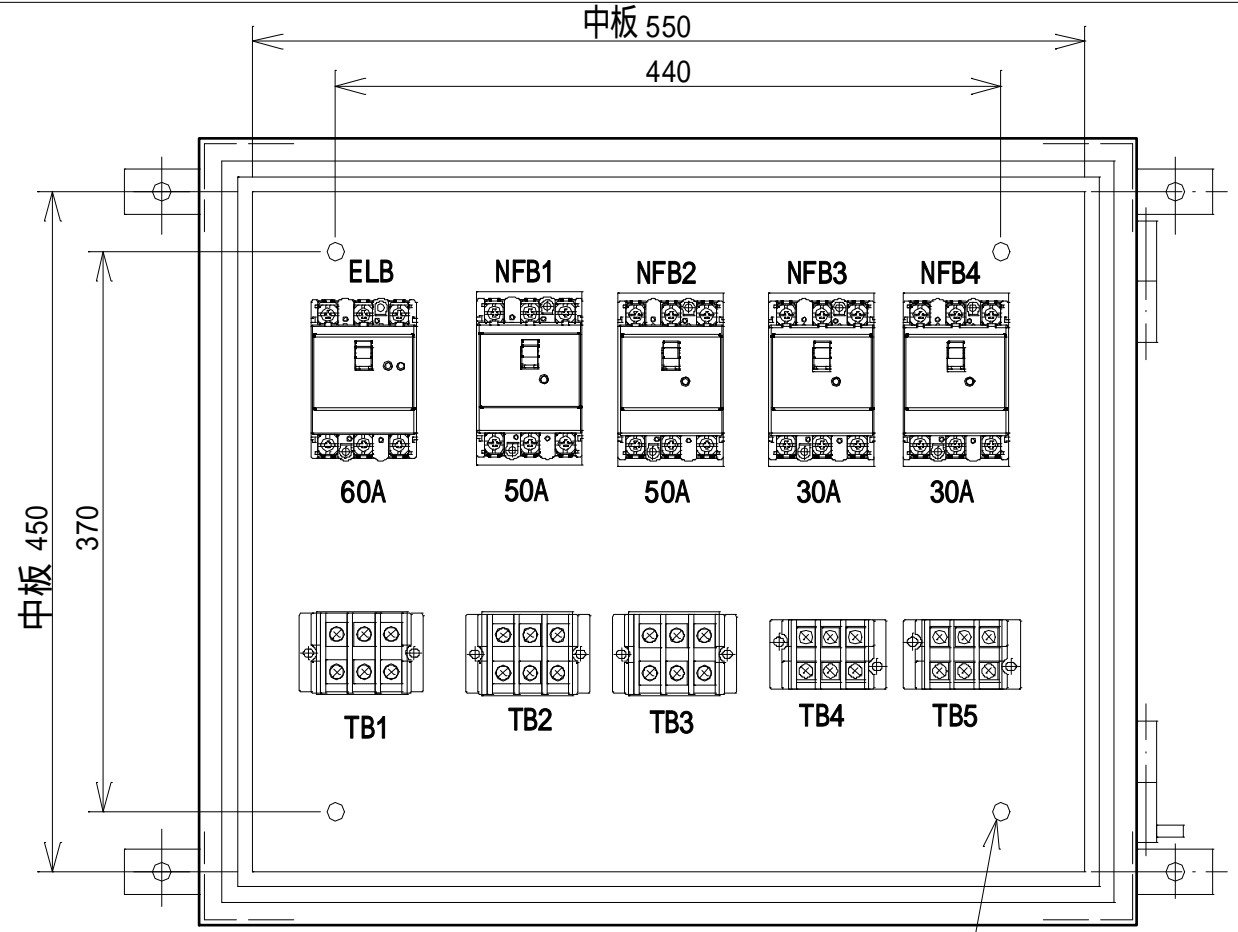 中板 550
440
ELB
NFB1
NFB2
NFB3
NFB4
60A
50A
50A
30A
30A
中板 450
370
TB1
TB2
TB3
TB4
TB5